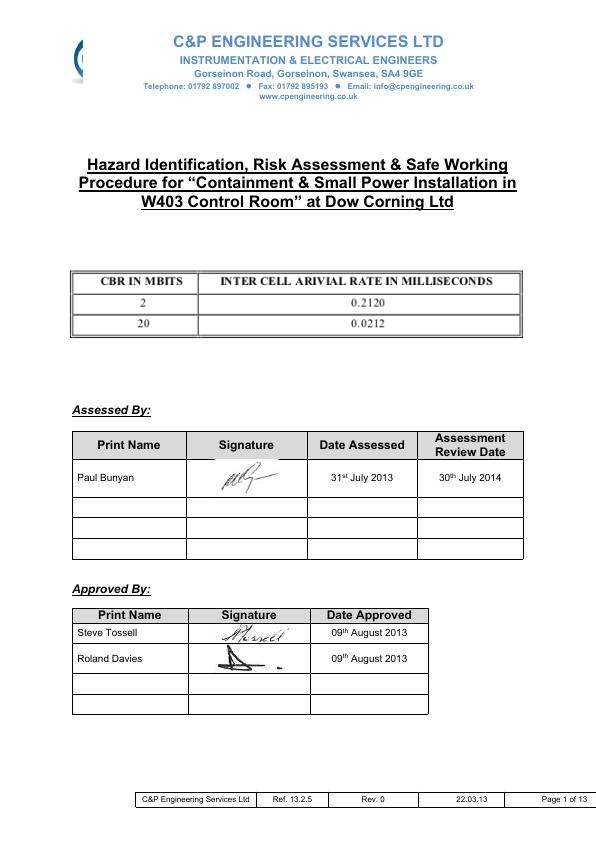 C&P ENGINEERING SERVICES LTD
INSTRUMENTATION & ELECTRICAL ENGINEERS
Gorseinon Road, Gorseinon, Swansea, SA4 9GE
Telephone: 01792 897002 ● Fax: 01792 895193 ● Email: info@cpengineering.co.uk
www.cpengineering.co.uk
Hazard Identification, Risk Assessment & Safe Working
Procedure for “Containment & Small Power Installation in
W403 Control Room” at Dow Corning Ltd
CBR IN MBITS INTER CELL ARIVIAL RATE IN MILLISECONDS
2 0.2120
20 0.0212
Assessed By:
Print Name Signature Date Assessed Assessment Review Date
Paul Bunyan 31st July 2013 30th July 2014
Approved By:
Print Name Signature Date Approved
Steve Tossell 09th August 2013
Roland Davies 09th August 2013
C&P Engineering Services Ltd Ref. 13.2.5 Rev. 0 22.03.13 Page 1 of 13